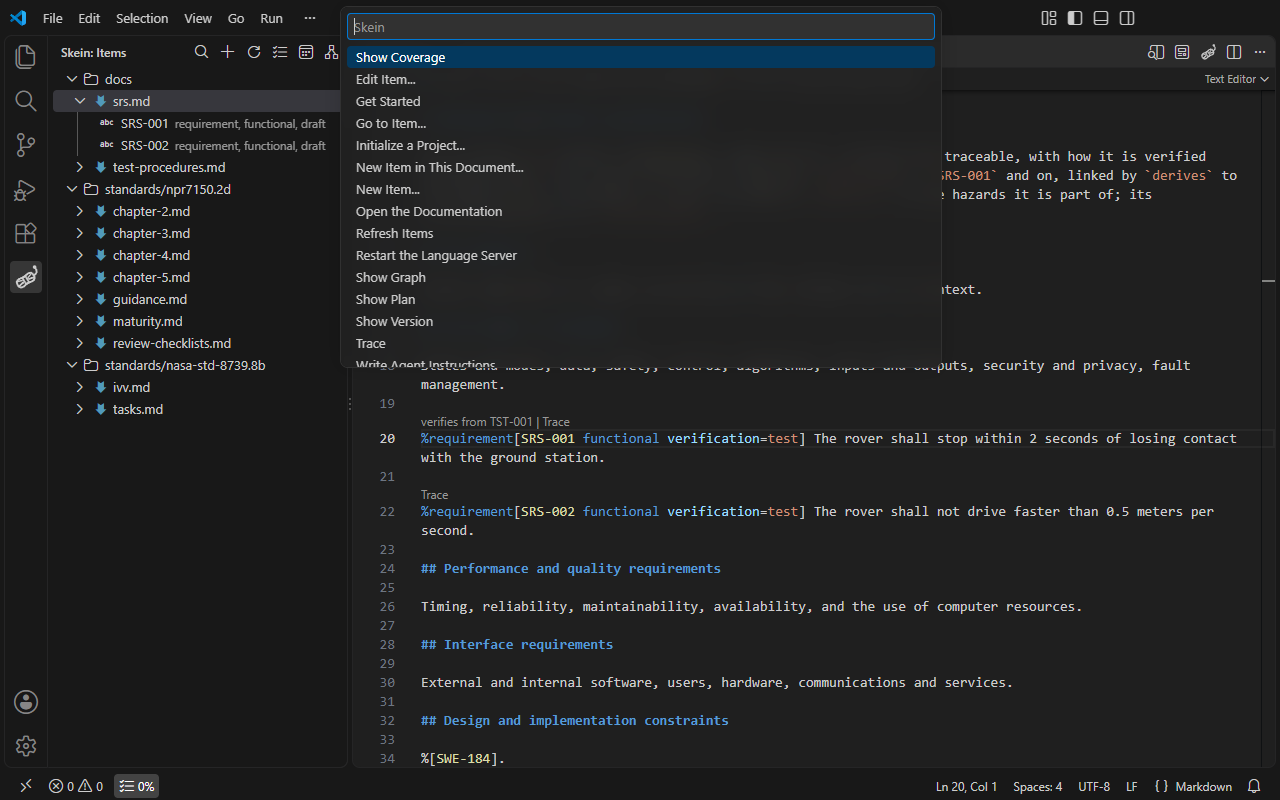 File Edit Selection View Go Run ···
Skein
Skein: Items
Show Coverage
Edit Item...
Get Started
Go to Item...
Initialize a Project...
New Item in This Document...
New Item...
Open the Documentation
Refresh Items
Restart the Language Server
Show Graph
Show Plan
Show Version
Trace
Write Agent Instructions
docs
srs.md
SRS-001 requirement, functional, draft
SRS-002 requirement, functional, draft
test-procedures.md
standards/npr7150.2d
chapter-2.md
chapter-3.md
chapter-4.md
chapter-5.md
guidance.md
maturity.md
review-checklists.md
standards/nasa-std-8739.8b
ivv.md
tasks.md
Text Editor
traceable, with how it is verified
SRS-001` and on, linked by `derives` to
hazards it is part of; its
ntext.
modes, data, safety, control, algorithms, inputs and outputs, security and privacy, fault
management.
19
verifies from TST-001 | Trace
20 %requirement[SRS-001 functional verification=test] The rover shall stop within 2 seconds of losing contact
with the ground station.
21
Trace
22 %requirement[SRS-002 functional verification=test] The rover shall not drive faster than 0.5 meters per
second.
23
24 ## Performance and quality requirements
25
26 Timing, reliability, maintainability, availability, and the use of computer resources.
27
28 ## Interface requirements
29
30 External and internal software, users, hardware, communications and services.
31
32 ## Design and implementation constraints
33
34 %[SWE-184].
0 0 0% Ln 20, Col 1 Spaces: 4 UTF-8 LF { } Markdown